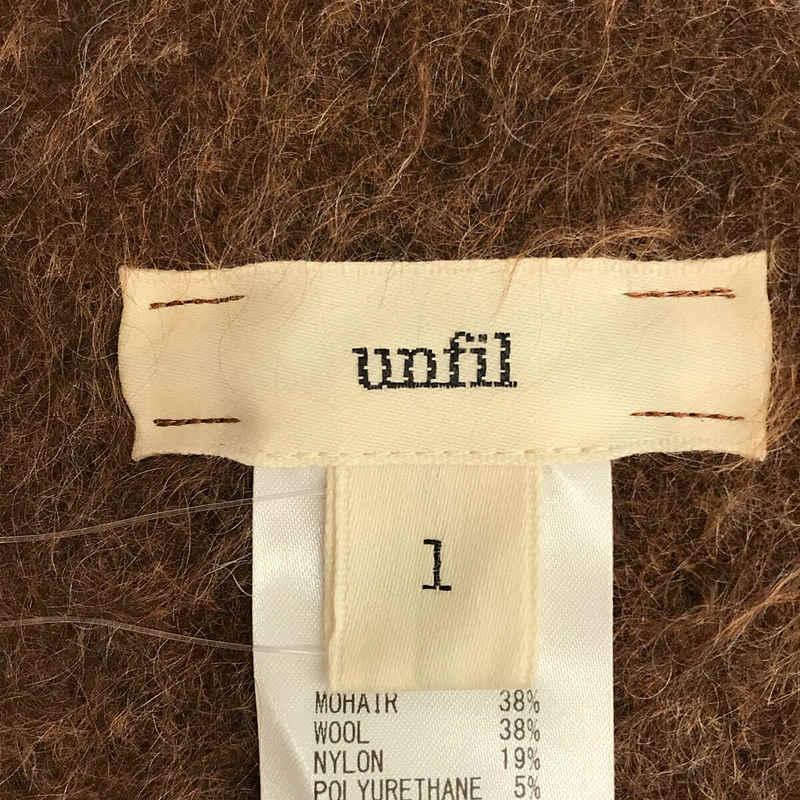 unfil
1
MOHAIR 38%
WOOL 38%
NYLON 19%
POLYURETHANE 5%